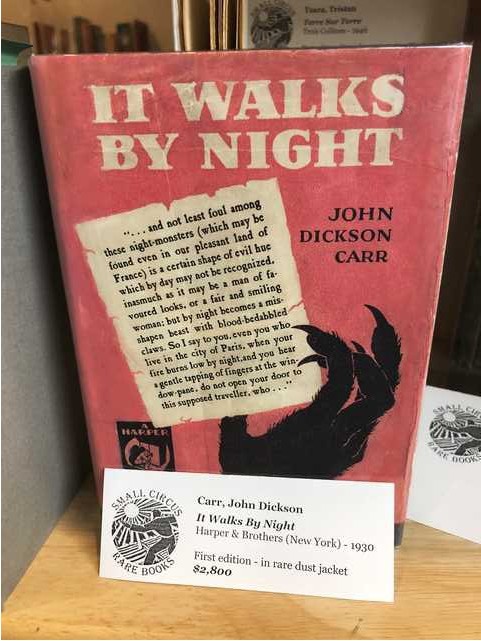 Tzara, Tristan
Terre Sur Terre
IT WALKS
BY NIGHT
JOHN
DICKSON
CARR
"... and not least foul among
these night-monsters (which may be
found even in our pleasant land of
France) is a certain shape of evil hue
which by day may not be recognized,
inasmuch as it may be a man of fa-
voured looks, or a fair and smiling
woman; but by night becomes a mis-
shapen beast with blood-bedabbled
claws. So I say to you, even you who
live in the city of Paris, when your
fire burns low by night, and you hear
a gentle tapping of fingers at the win-
dow-pane, do not open your door to
this supposed traveller, who ..."
A
HARPER
SMALL CIRCUS
RARE BOOKS
Carr, John Dickson
It Walks By Night
Harper & Brothers (New York) - 1930
First edition - in rare dust jacket
$2,800
SMALL CIRCUS
RARE BOOKS